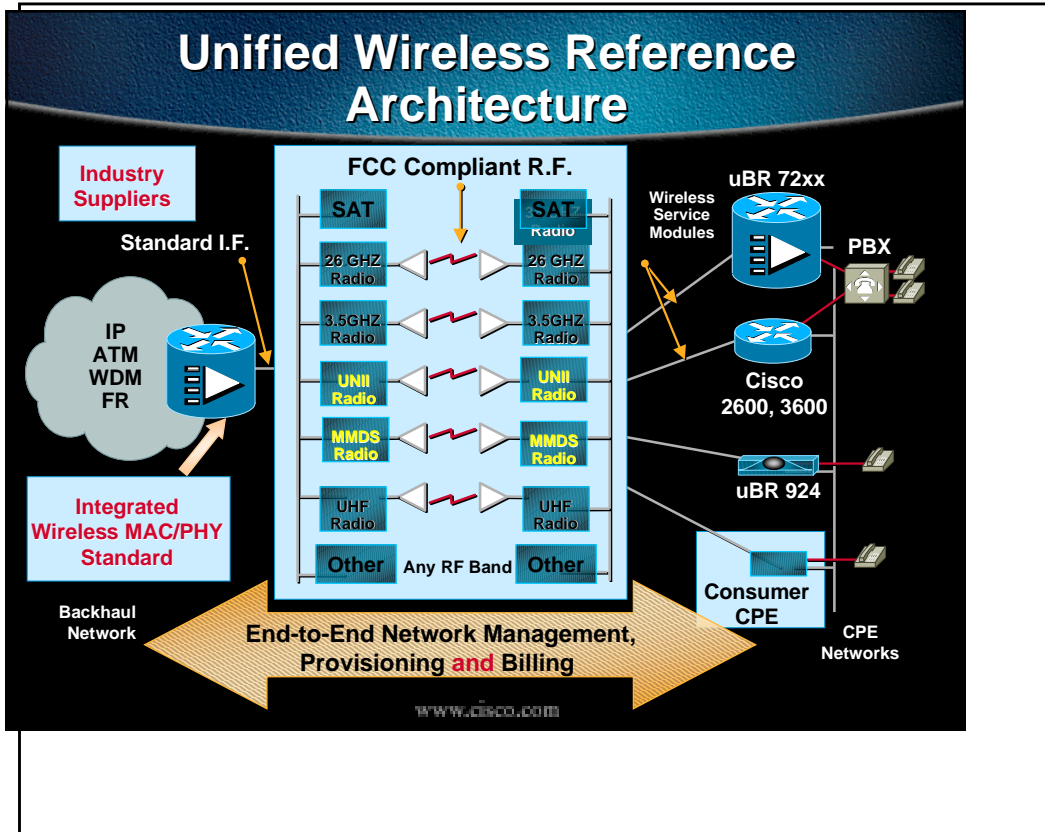 Unified Wireless Reference
Architecture
Industry
Suppliers
FCC Compliant R.F.
Standard I.F.
Wireless
Service
Modules
uBR 72xx
PBX
SAT
SAT
Radio
26 GHZ
Radio
26 GHZ
Radio
3.5GHZ
Radio
3.5GHZ
Radio
UNII
Radio
UNII
Radio
MMDS
Radio
MMDS
Radio
UHF
Radio
UHF
Radio
Other
Any RF Band
Other
IP
ATM
WDM
FR
Cisco
2600, 3600
uBR 924
Integrated
Wireless MAC/PHY
Standard
Consumer
CPE
Backhaul
Network
CPE
Networks
End-to-End Network Management,
Provisioning and Billing
www.cisco.com